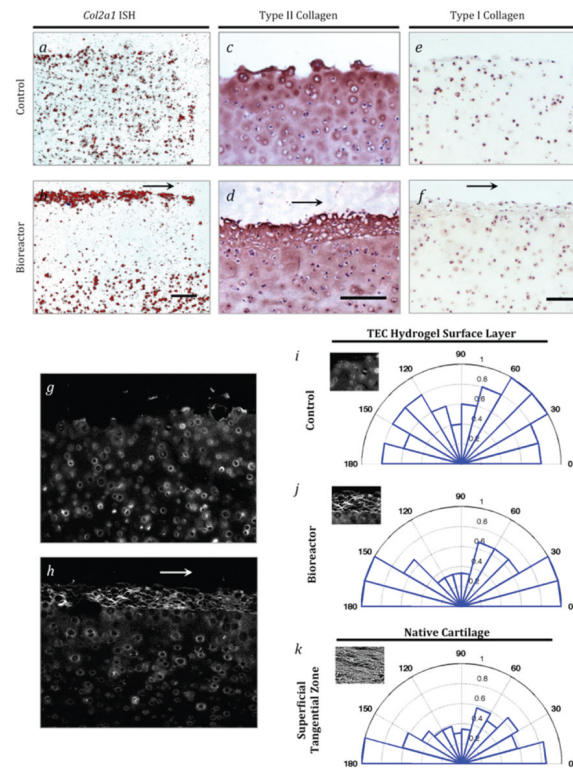 Col2a1 ISH
Type II Collagen
Type I Collagen
Control
a
c
e
Bioreactor
b
d
f
g
h
TEC Hydrogel Surface Layer
i
Control
90
1
120
60
0.8
0.6
150
30
0.4
0.2
180
0
j
Bioreactor
90
1
120
60
0.8
0.6
150
30
0.4
0.2
180
0
Native Cartilage
k
Superficial
Tangential Zone
90
1
120
60
0.8
0.6
150
30
0.4
0.2
180
0